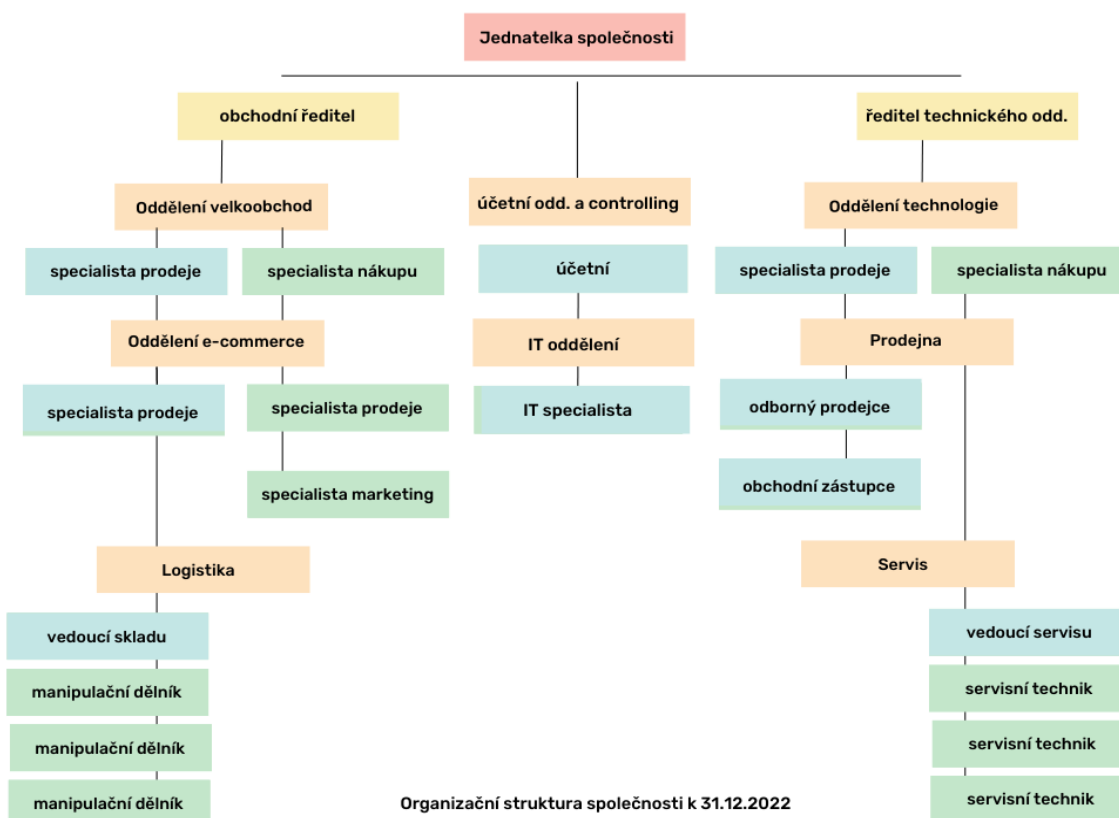 Jednatelka společnosti
obchodní ředitel
ředitel technického odd.
Oddělení velkoobchod
účetní odd. a controlling
Oddělení technologie
specialista prodeje
specialista nákupu
účetní
specialista prodeje
specialista nákupu
Oddělení e-commerce
IT oddělení
Prodejna
specialista prodeje
specialista prodeje
IT specialista
odborný prodejce
specialista marketing
obchodní zástupce
Logistika
Servis
vedoucí skladu
vedoucí servisu
manipulační dělník
servisní technik
manipulační dělník
servisní technik
manipulační dělník
Organizační struktura společnosti k 31.12.2022
servisní technik